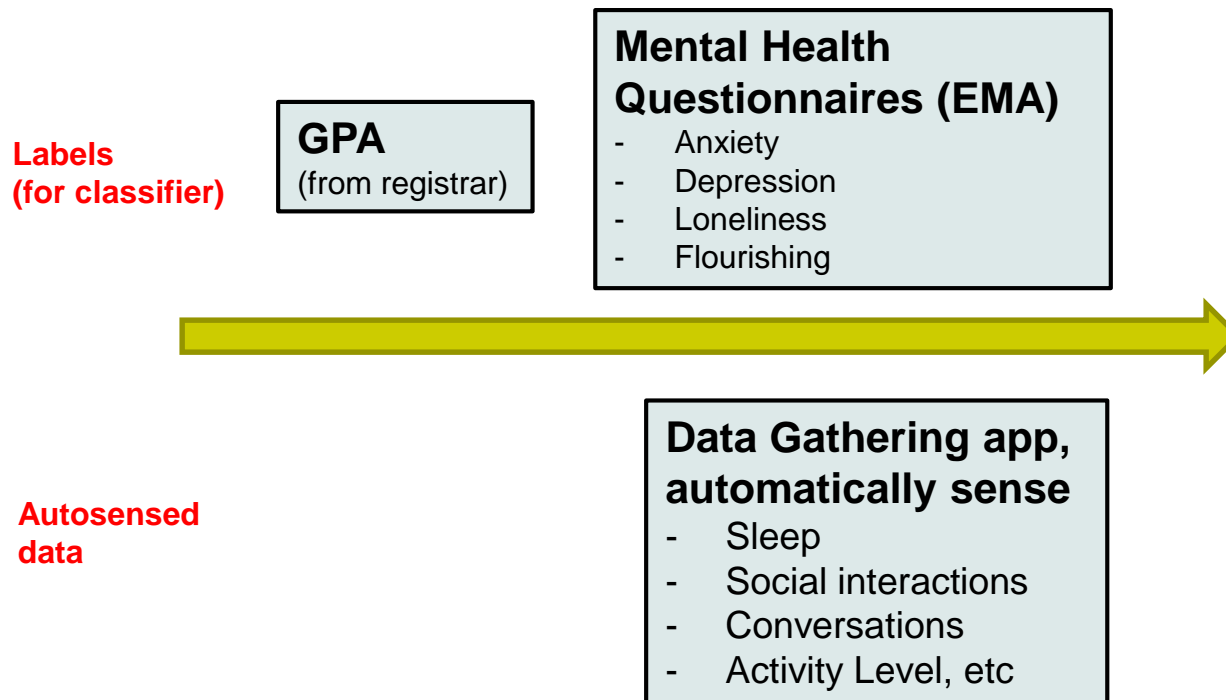 Labels
(for classifier)
GPA
(from registrar)
Mental Health
Questionnaires (EMA)
- Anxiety
- Depression
- Loneliness
- Flourishing
Autosensed
data
Data Gathering app,
automatically sense
- Sleep
- Social interactions
- Conversations
- Activity Level, etc